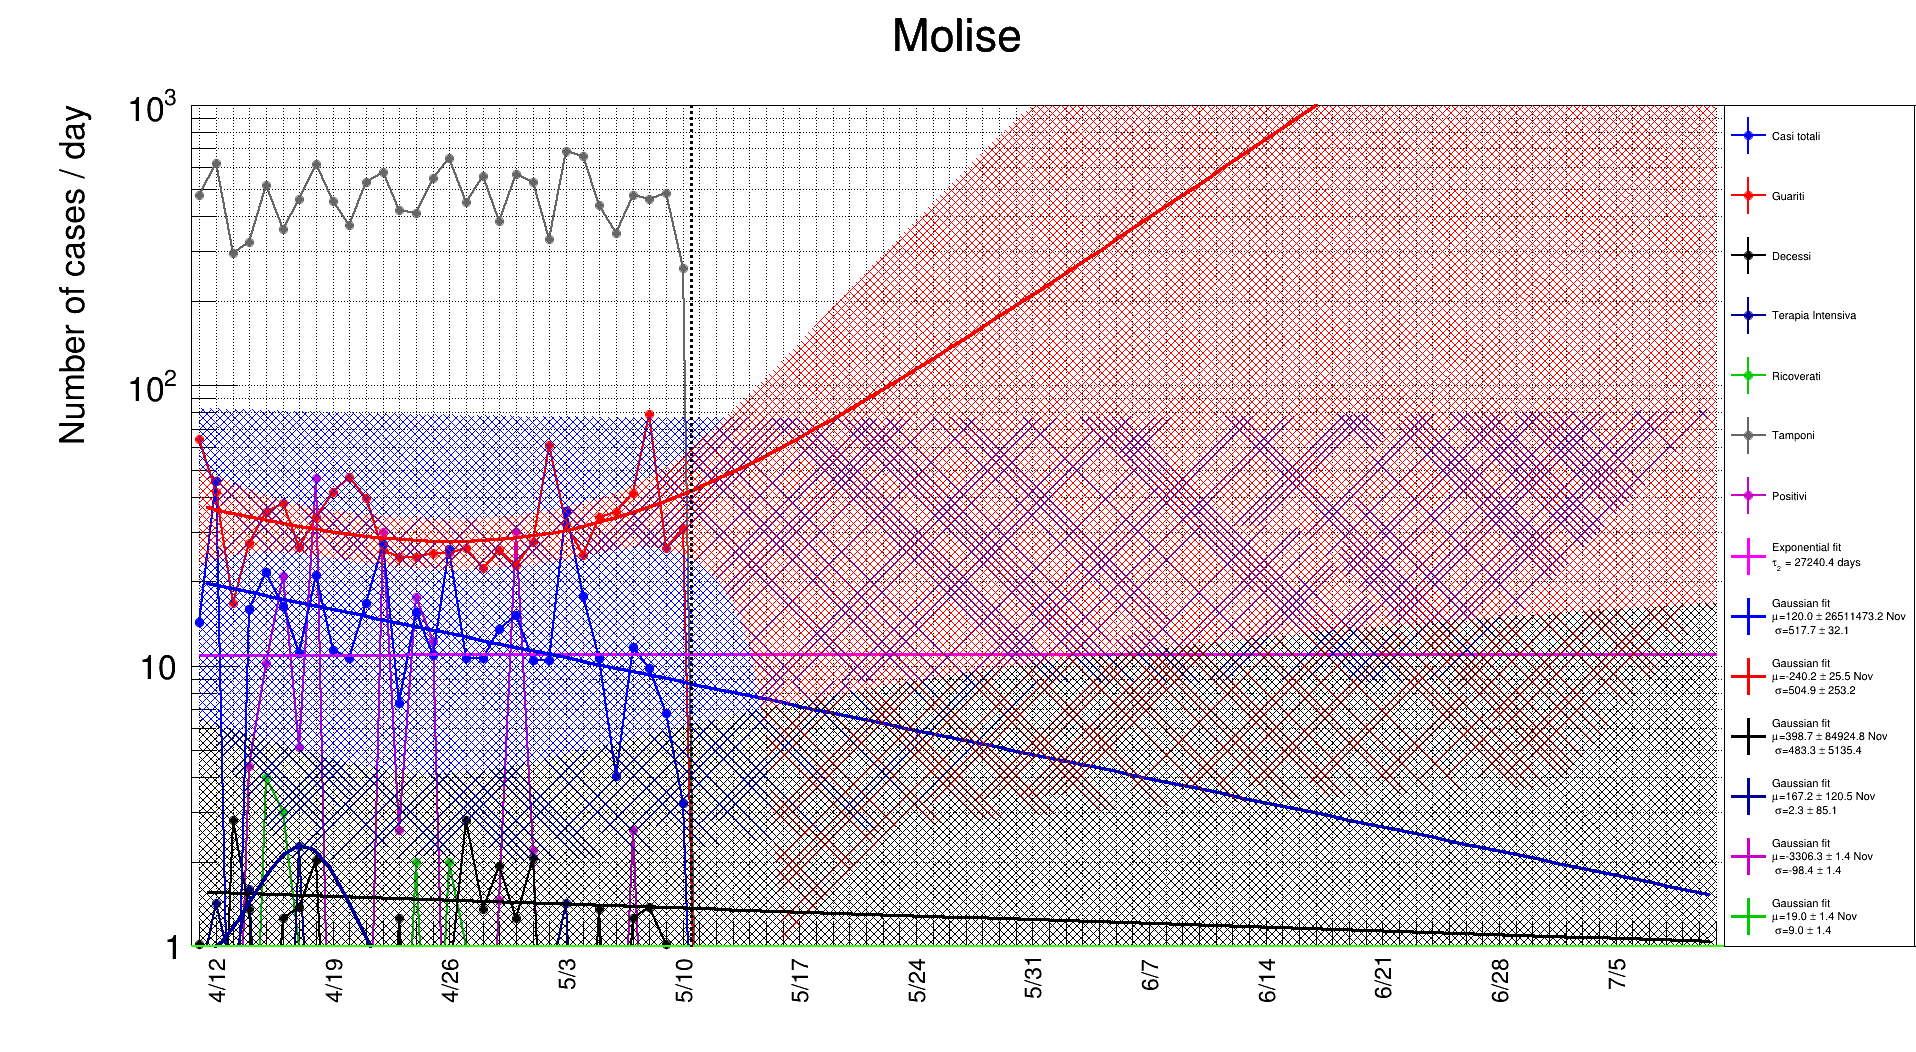 Molise
Number of cases / day
10³
10²
10
1
4/12
4/19
4/26
5/3
5/10
5/17
5/24
5/31
6/7
6/14
6/21
6/28
7/5
Casi totali
Guariti
Decessi
Terapia Intensiva
Ricoverati
Tamponi
Positivi
Exponential fit
τ₂ = 27240.4 days
Gaussian fit
μ=120.0 ± 26511473.2 Nov
σ=517.7 ± 32.1
Gaussian fit
μ=-240.2 ± 25.5 Nov
σ=504.9 ± 253.2
Gaussian fit
μ=398.7 ± 84924.8 Nov
σ=483.3 ± 5135.4
Gaussian fit
μ=167.2 ± 120.5 Nov
σ=2.3 ± 85.1
Gaussian fit
μ=-3306.3 ± 1.4 Nov
σ=-98.4 ± 1.4
Gaussian fit
μ=19.0 ± 1.4 Nov
σ=9.0 ± 1.4